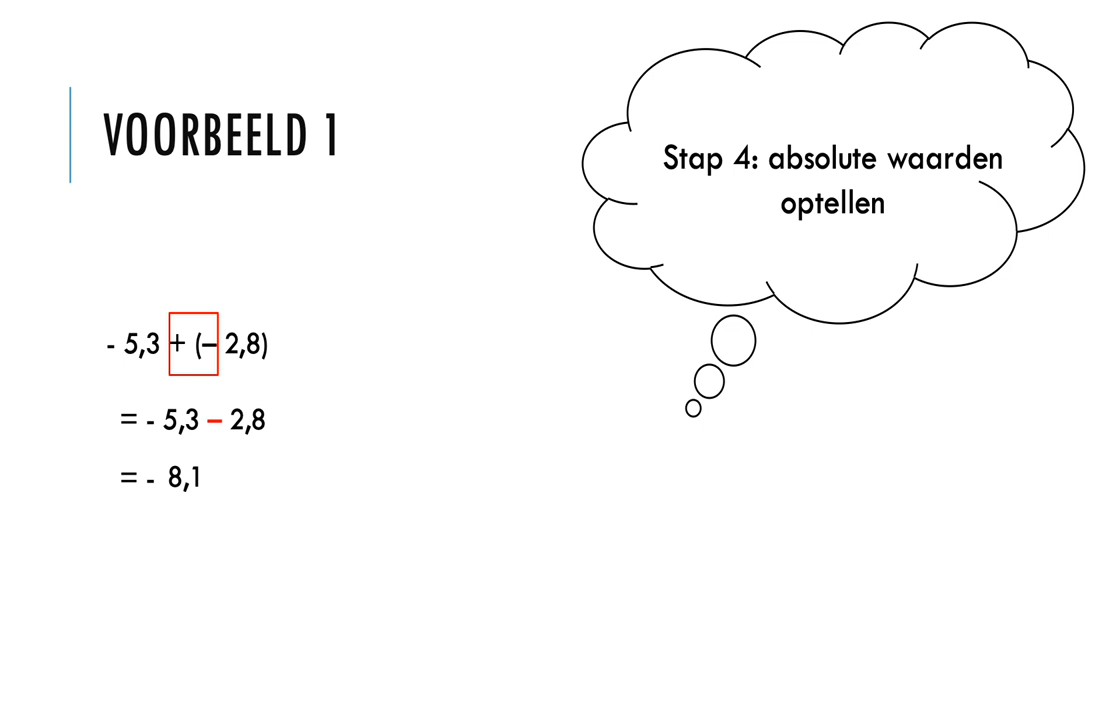 VOORBEELD 1
Stap 4: absolute waarden
optellen
- 5,3 + (– 2,8)
= - 5,3 – 2,8
= - 8,1